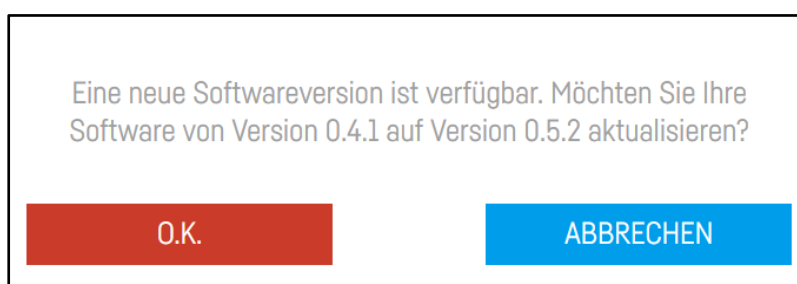 Eine neue Softwareversion ist verfügbar. Möchten Sie Ihre
Software von Version 0.4.1 auf Version 0.5.2 aktualisieren?
O.K.
ABBRECHEN